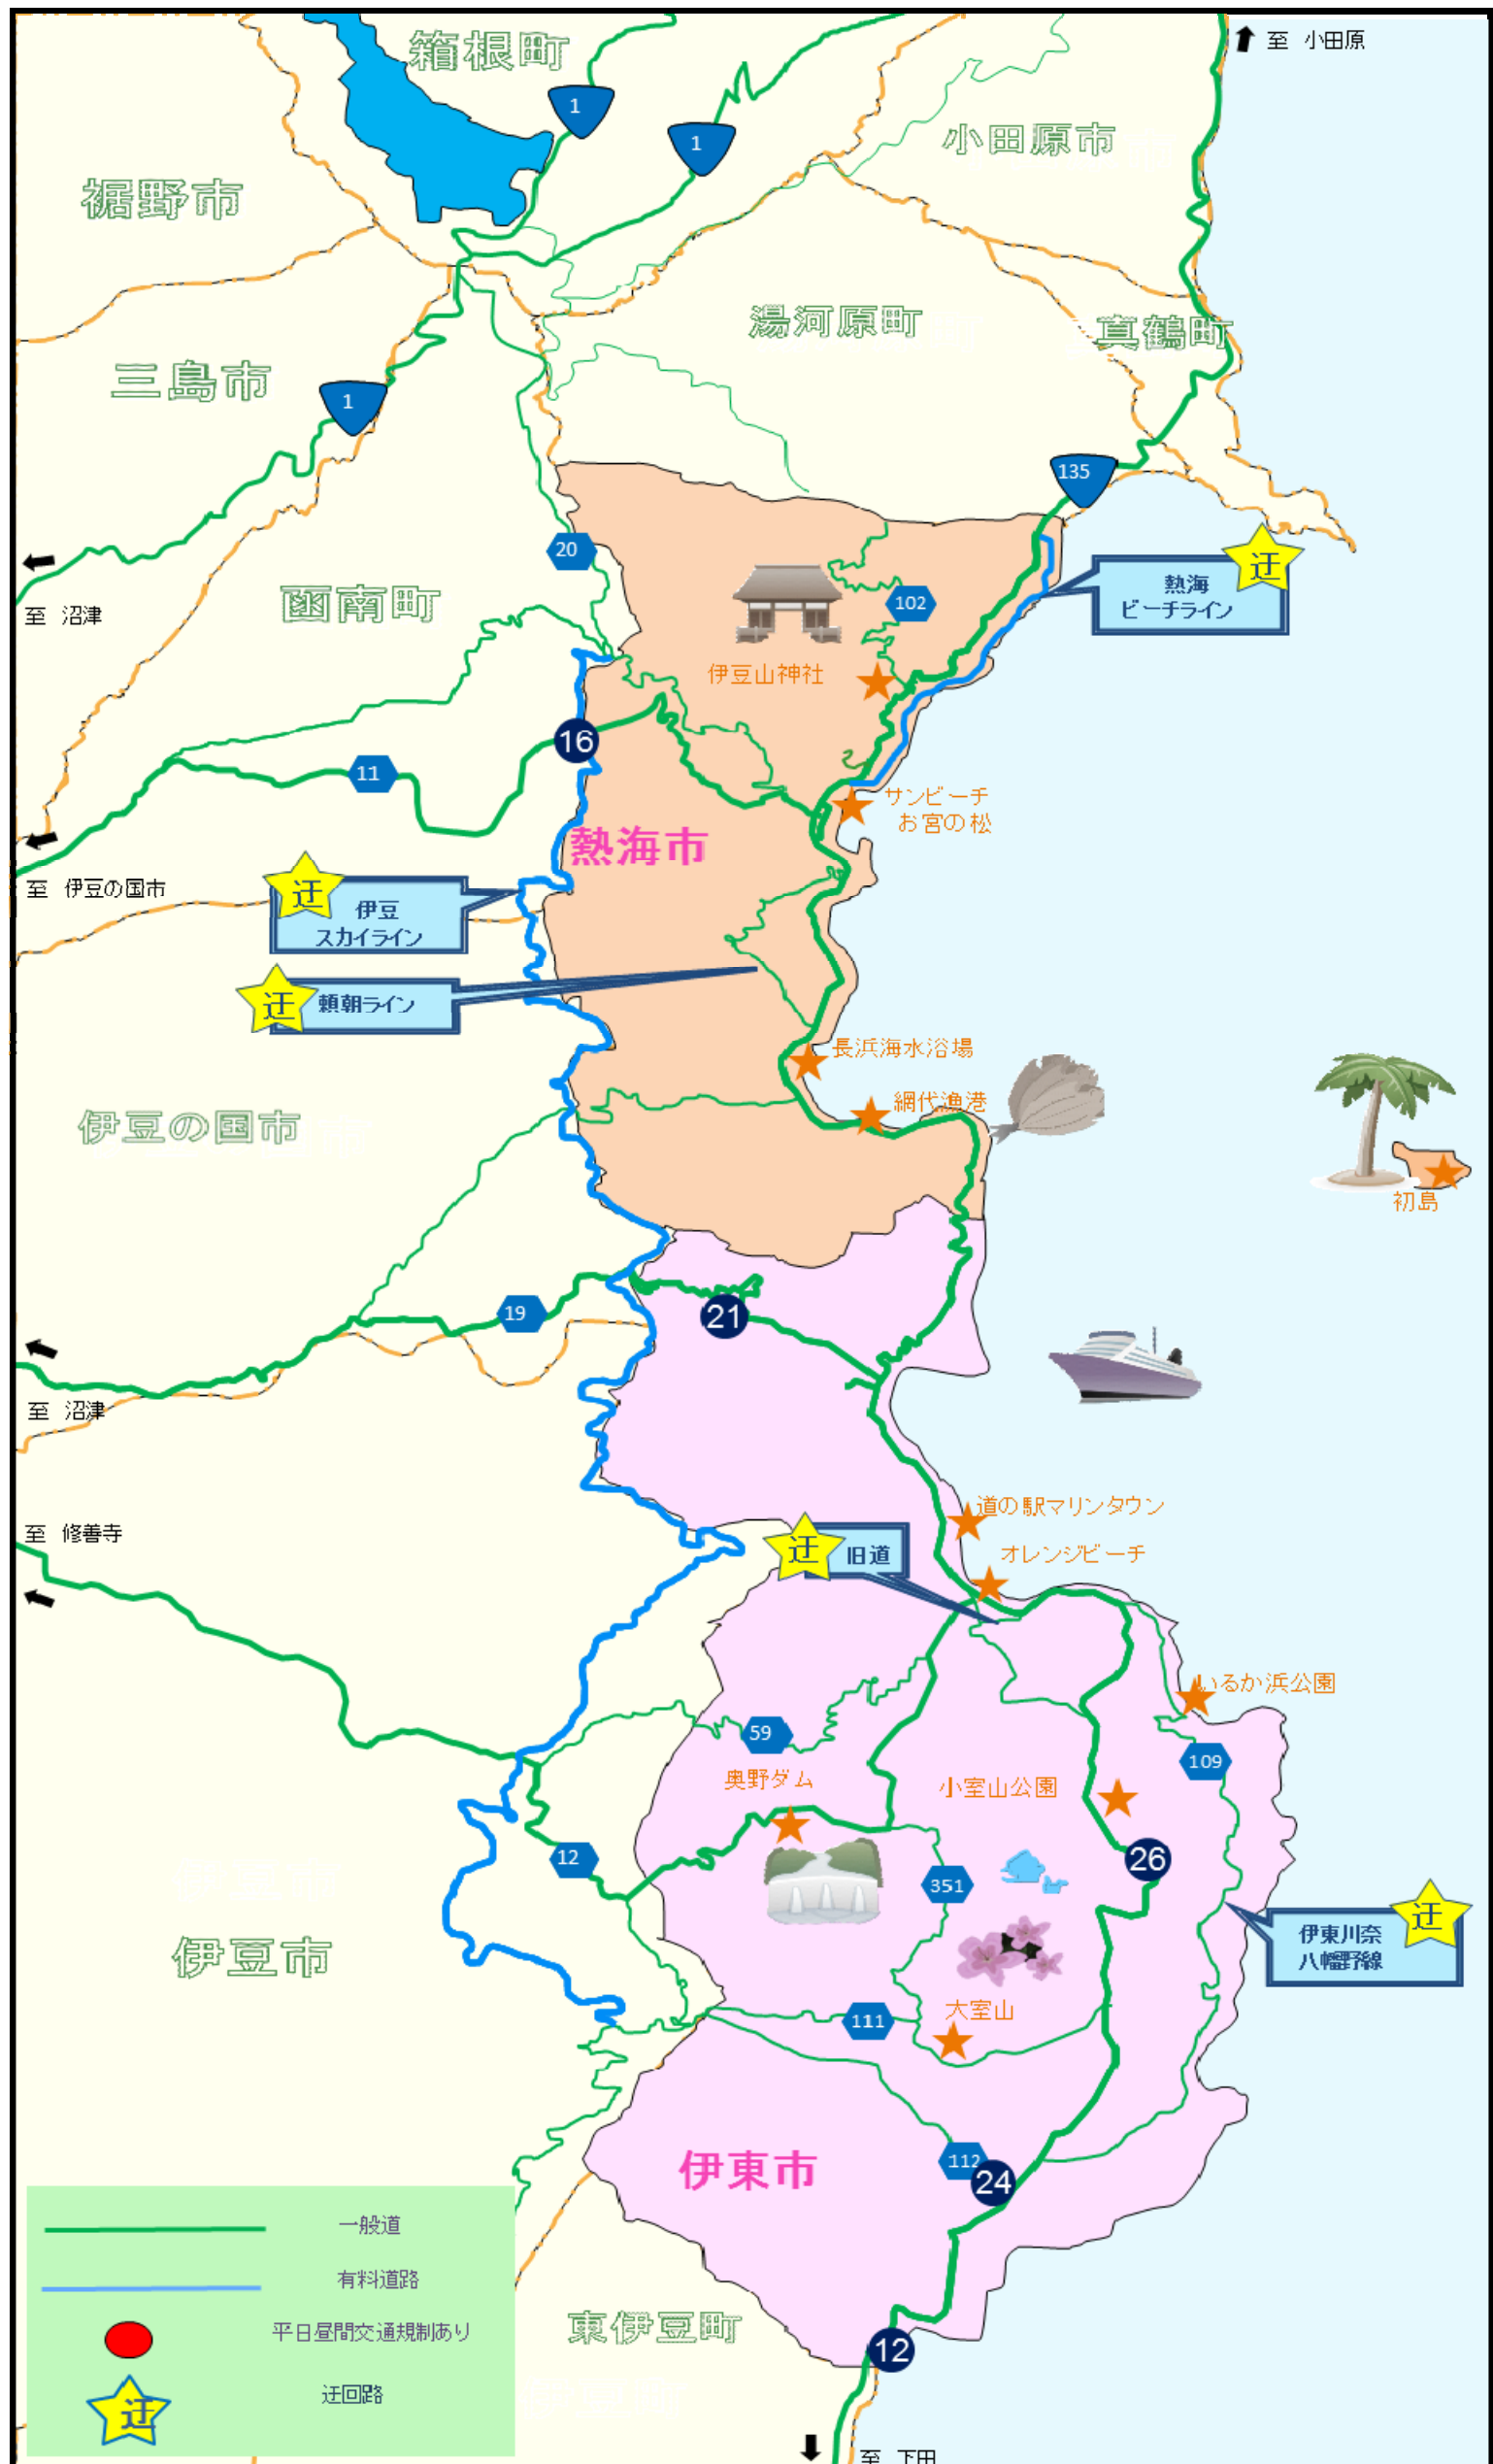 箱根町
至 小田原
1
1
小田原市
裾野市
湯河原町
真鶴町
三島市
1
135
20
迂
熱海
ビーチライン
函南町
102
至 沼津
伊豆山神社
16
11
サンビーチ
お宮の松
熱海市
至 伊豆の国市
迂
伊豆
スカイライン
迂
頼朝ライン
長浜海水浴場
網代漁港
伊豆の国市
初島
19
21
至 沼津
道の駅マリンタウン
至 修善寺
迂
旧道
オレンジビーチ
いるか浜公園
59
109
奥野ダム
小室山公園
12
26
351
迂
伊東川奈
八幡野線
伊豆市
大室山
111
112
24
伊東市
一般道
有料道路
平日昼間交通規制あり
迂
迂回路
東伊豆町
12
至 下田